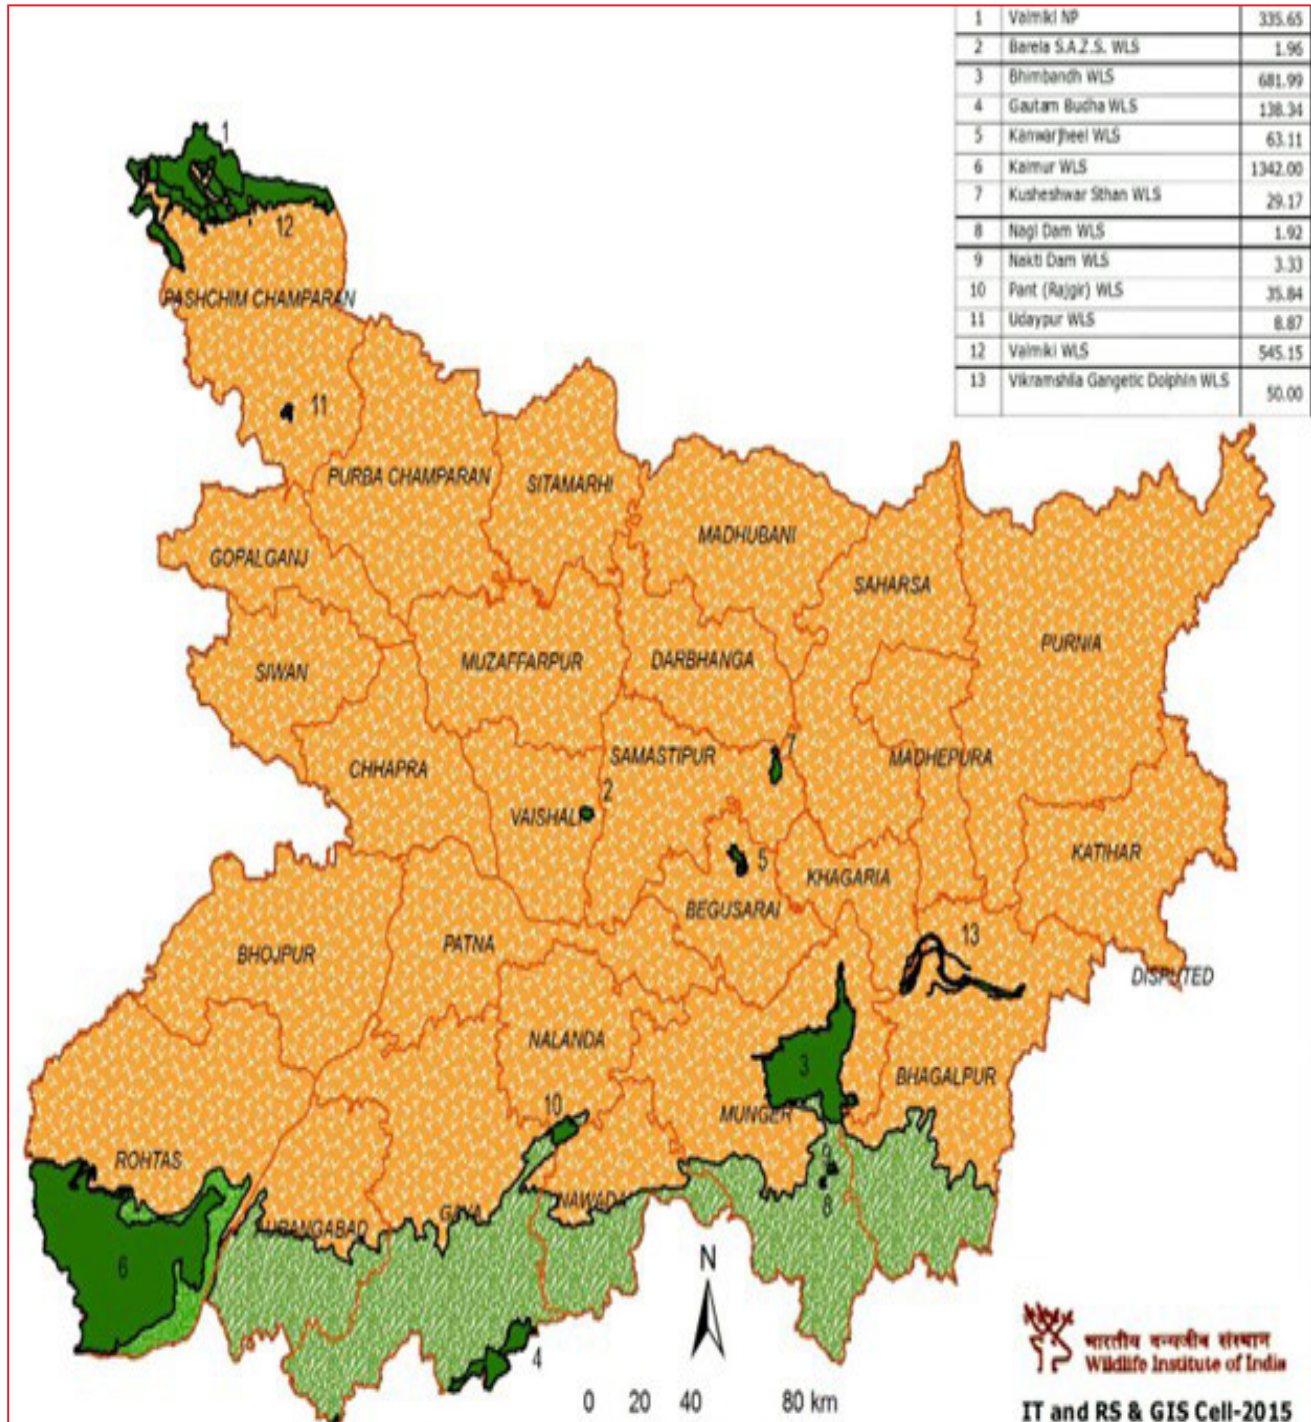 1 Valmiki NP 335.65
2 Barela S.A.Z.S. WLS 1.96
3 Bhimbandh WLS 681.99
4 Gautam Budha WLS 138.34
5 Kanwarjheel WLS 63.11
6 Kaimur WLS 1342.00
7 Kusheshwar Sthan WLS 29.17
8 Nagi Dam WLS 1.92
9 Nakti Dam WLS 3.33
10 Pant (Rajgir) WLS 35.84
11 Udaypur WLS 8.87
12 Valmiki WLS 545.15
13 Vikramshila Gangetic Dolphin WLS 50.00
1
12
PASHCHIM CHAMPARAN
11
PURBA CHAMPARAN
SITAMARHI
MADHUBANI
GOPALGANJ
SAHARSA
PURNIA
SIWAN
MUZAFFARPUR
DARBHANGA
CHHAPRA
SAMASTIPUR
7
MADHEPURA
2
VAISHALI
5
KHAGARIA
KATIHAR
BEGUSARAI
BHOJPUR
PATNA
13
DISPUTED
NALANDA
3
BHAGALPUR
10
MUNGER
ROHTAS
9
8
NAWADA
GAYA
AURANGABAD
6
N
4
0 20 40 80 km
भारतीय वन्यजीव संस्थान
Wildlife Institute of India
IT and RS & GIS Cell-2015